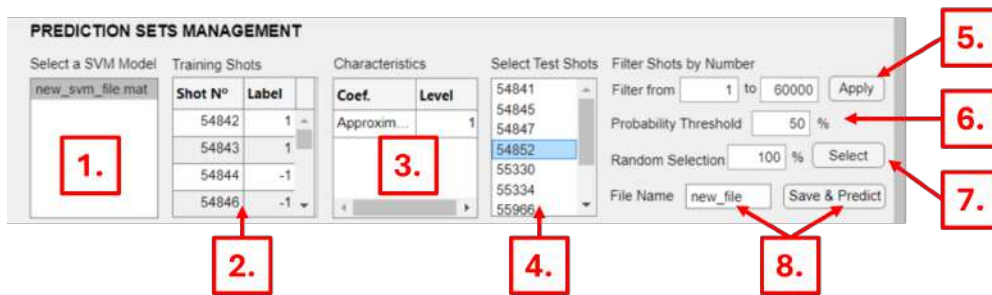 PREDICTION SETS MANAGEMENT
Select a SVM Model
new_svm_file.mat
1.
Training Shots
Shot Nº Label
54842 1
54843 1
54844 -1
54846 -1
2.
Characteristics
Coef. Level
Approxim... 1
3.
Select Test Shots
54841
54845
54847
54852
55330
55334
55966
4.
Filter Shots by Number
Filter from 1 to 60000 Apply
5.
Probability Threshold 50 %
6.
Random Selection 100 % Select
7.
File Name new_file Save & Predict
8.